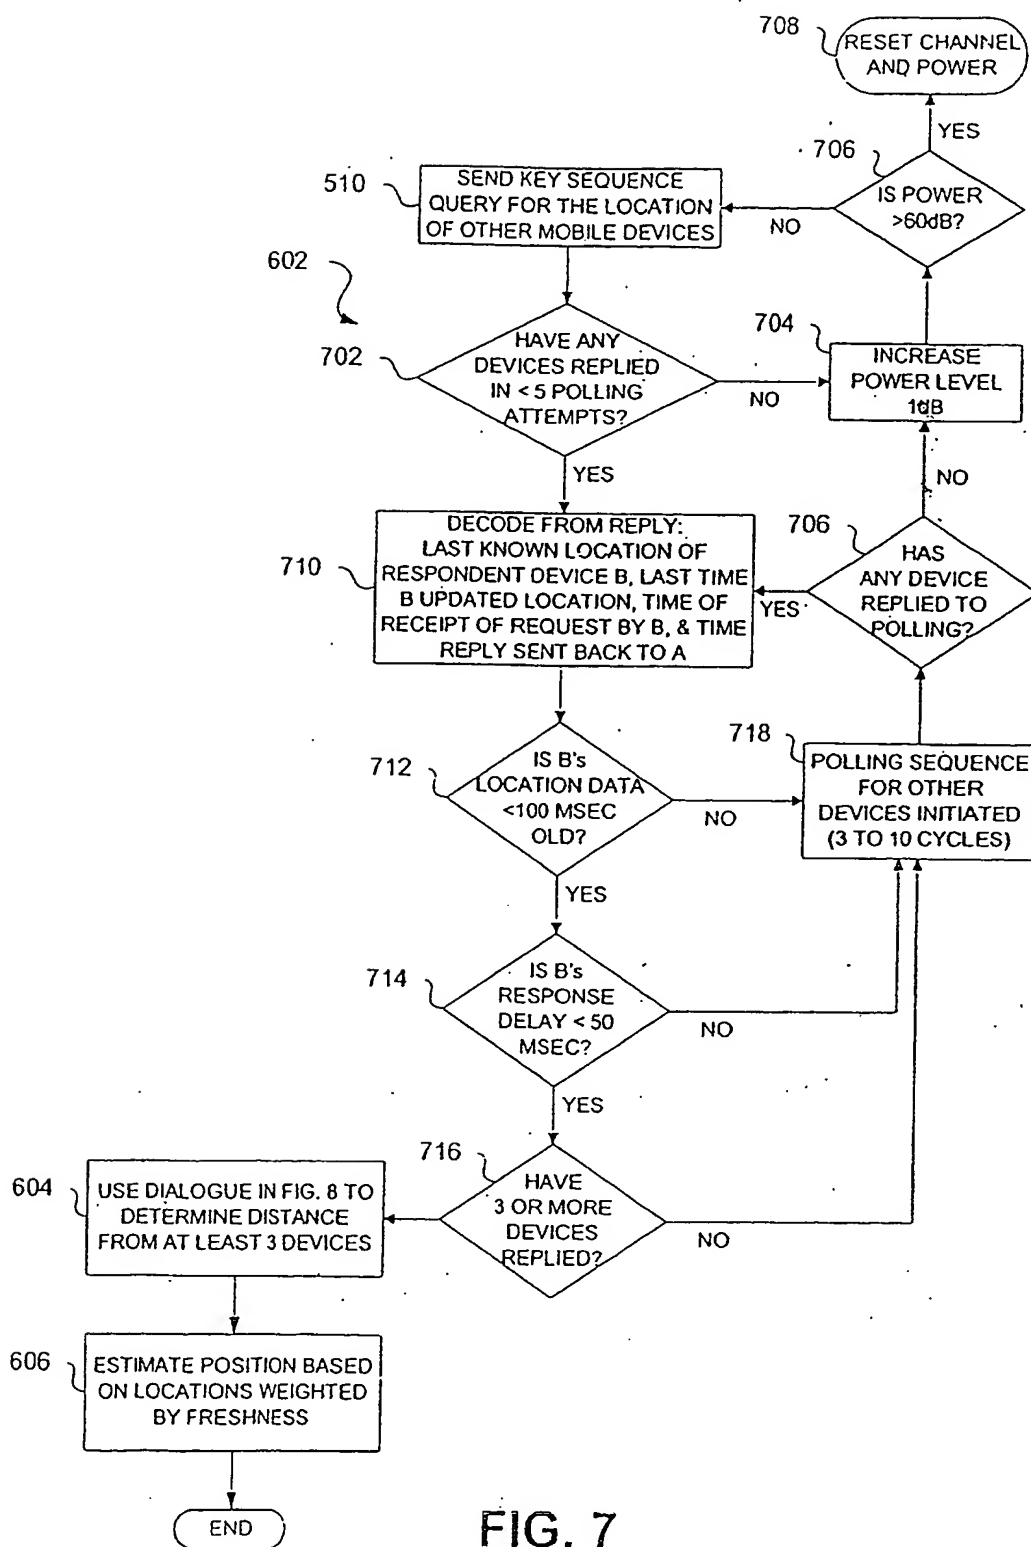 708
RESET CHANNEL
AND POWER
YES
706
IS POWER
>60dB?
NO
510
SEND KEY SEQUENCE
QUERY FOR THE LOCATION
OF OTHER MOBILE DEVICES
602
702
HAVE ANY
DEVICES REPLIED
IN < 5 POLLING
ATTEMPTS?
NO
YES
704
INCREASE
POWER LEVEL
1dB
NO
706
HAS
ANY DEVICE
REPLIED TO
POLLING?
YES
710
DECODE FROM REPLY:
LAST KNOWN LOCATION OF
RESPONDENT DEVICE B, LAST TIME
B UPDATED LOCATION, TIME OF
RECEIPT OF REQUEST BY B, & TIME
REPLY SENT BACK TO A
712
IS B's
LOCATION DATA
<100 MSEC
OLD?
NO
YES
718
POLLING SEQUENCE
FOR OTHER
DEVICES INITIATED
(3 TO 10 CYCLES)
714
IS B's
RESPONSE
DELAY < 50
MSEC?
NO
YES
716
HAVE
3 OR MORE
DEVICES
REPLIED?
NO
604
USE DIALOGUE IN FIG. 8 TO
DETERMINE DISTANCE
FROM AT LEAST 3 DEVICES
606
ESTIMATE POSITION BASED
ON LOCATIONS WEIGHTED
BY FRESHNESS
END
FIG. 7